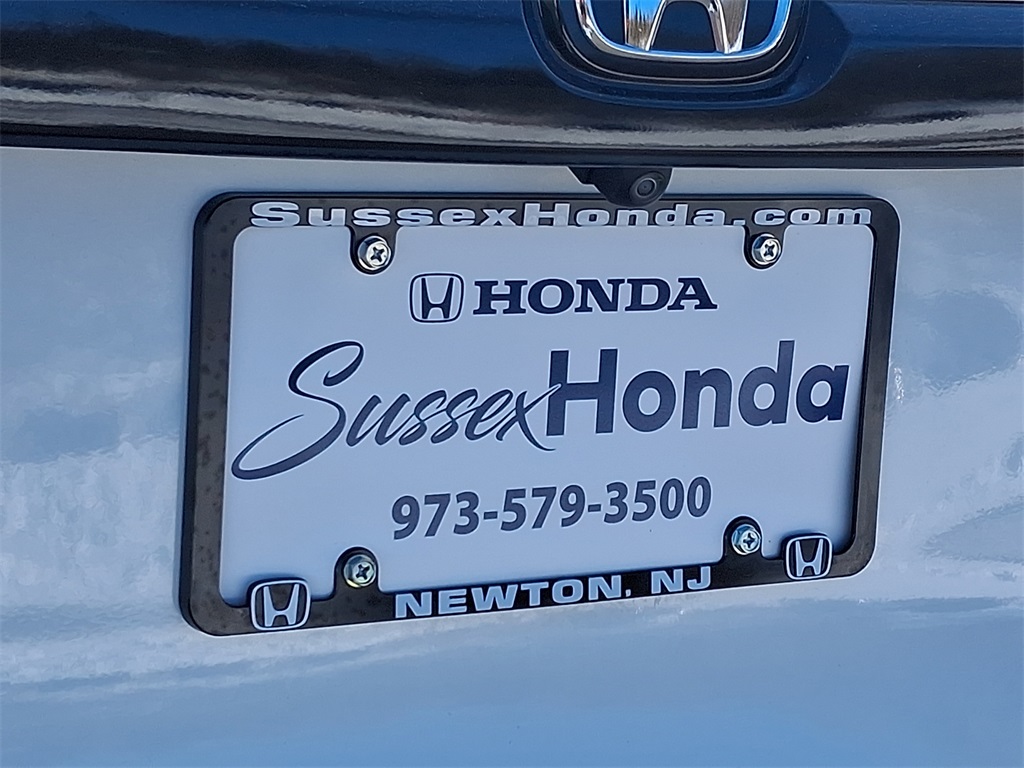 SussexHonda.com
HONDA
SussexHonda
973-579-3500
NEWTON, NJ